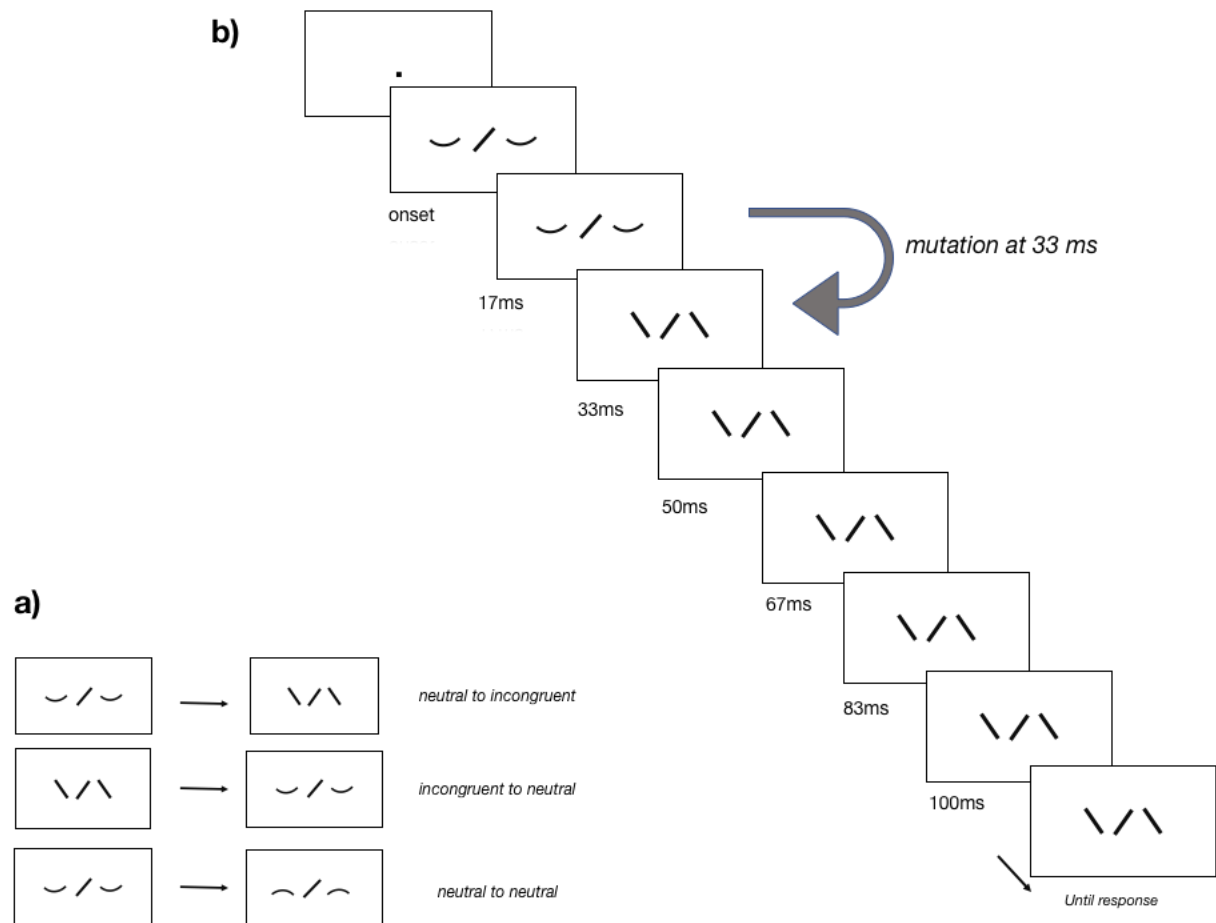 b)
onset
mutation at 33 ms
17ms
33ms
50ms
67ms
83ms
100ms
Until response
a)
neutral to incongruent
incongruent to neutral
neutral to neutral